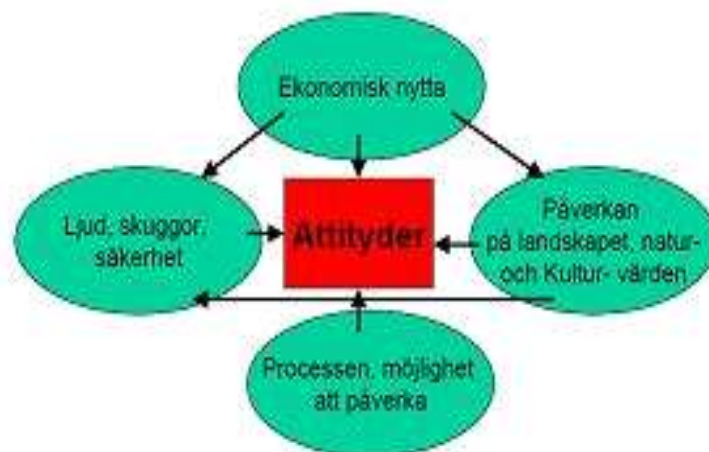 Ekonomisk nytta
Ljud, skuggor,
säkerhet
Attityder
Påverkan
på landskapet, natur-
och Kultur- värden
Processen, möjlighet
att påverka